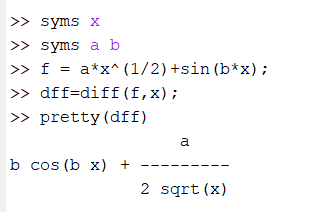 >> syms x
>> syms a b
>> f = a*x^(1/2)+sin(b*x);
>> dff=diff(f,x);
>> pretty(dff)
                 a
b cos(b x) + ---------
             2 sqrt(x)